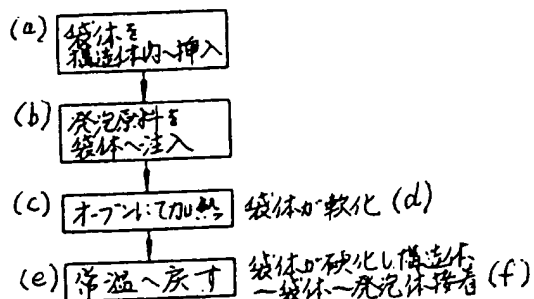 (a) 袋体を
構造体内へ挿入
(b) 発泡原料を
袋体へ注入
(c) オーブンにて加熱 袋体が軟化 (d)
(e) 常温へ戻す 袋体が硬化し構造体
〜袋体〜発泡体接着 (f)